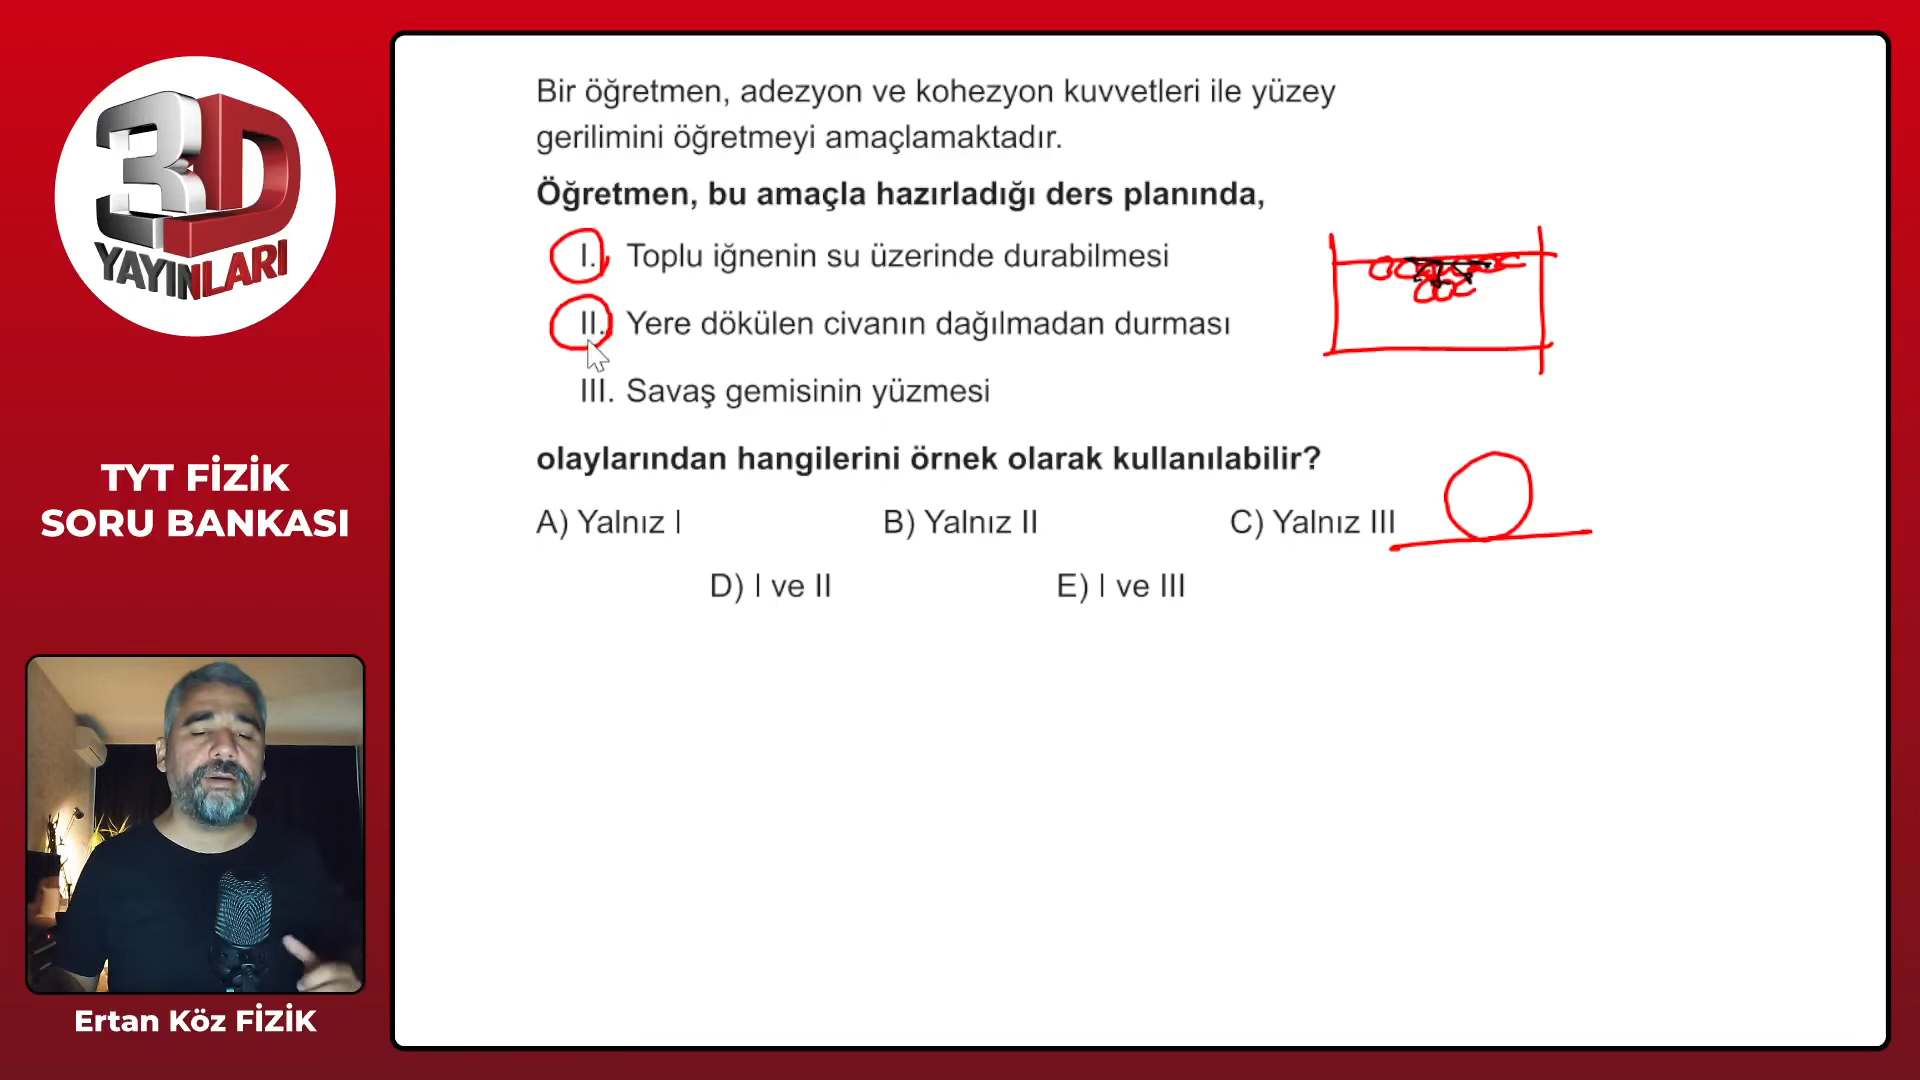 3D
YAYINLARI
TYT FİZİK
SORU BANKASI
Ertan Köz FİZİK
Bir öğretmen, adezyon ve kohezyon kuvvetleri ile yüzey
gerilimini öğretmeyi amaçlamaktadır.
Öğretmen, bu amaçla hazırladığı ders planında,
I. Toplu iğnenin su üzerinde durabilmesi
II. Yere dökülen civanın dağılmadan durması
III. Savaş gemisinin yüzmesi
olaylarından hangilerini örnek olarak kullanılabilir?
A) Yalnız I B) Yalnız II C) Yalnız III
D) I ve II E) I ve III